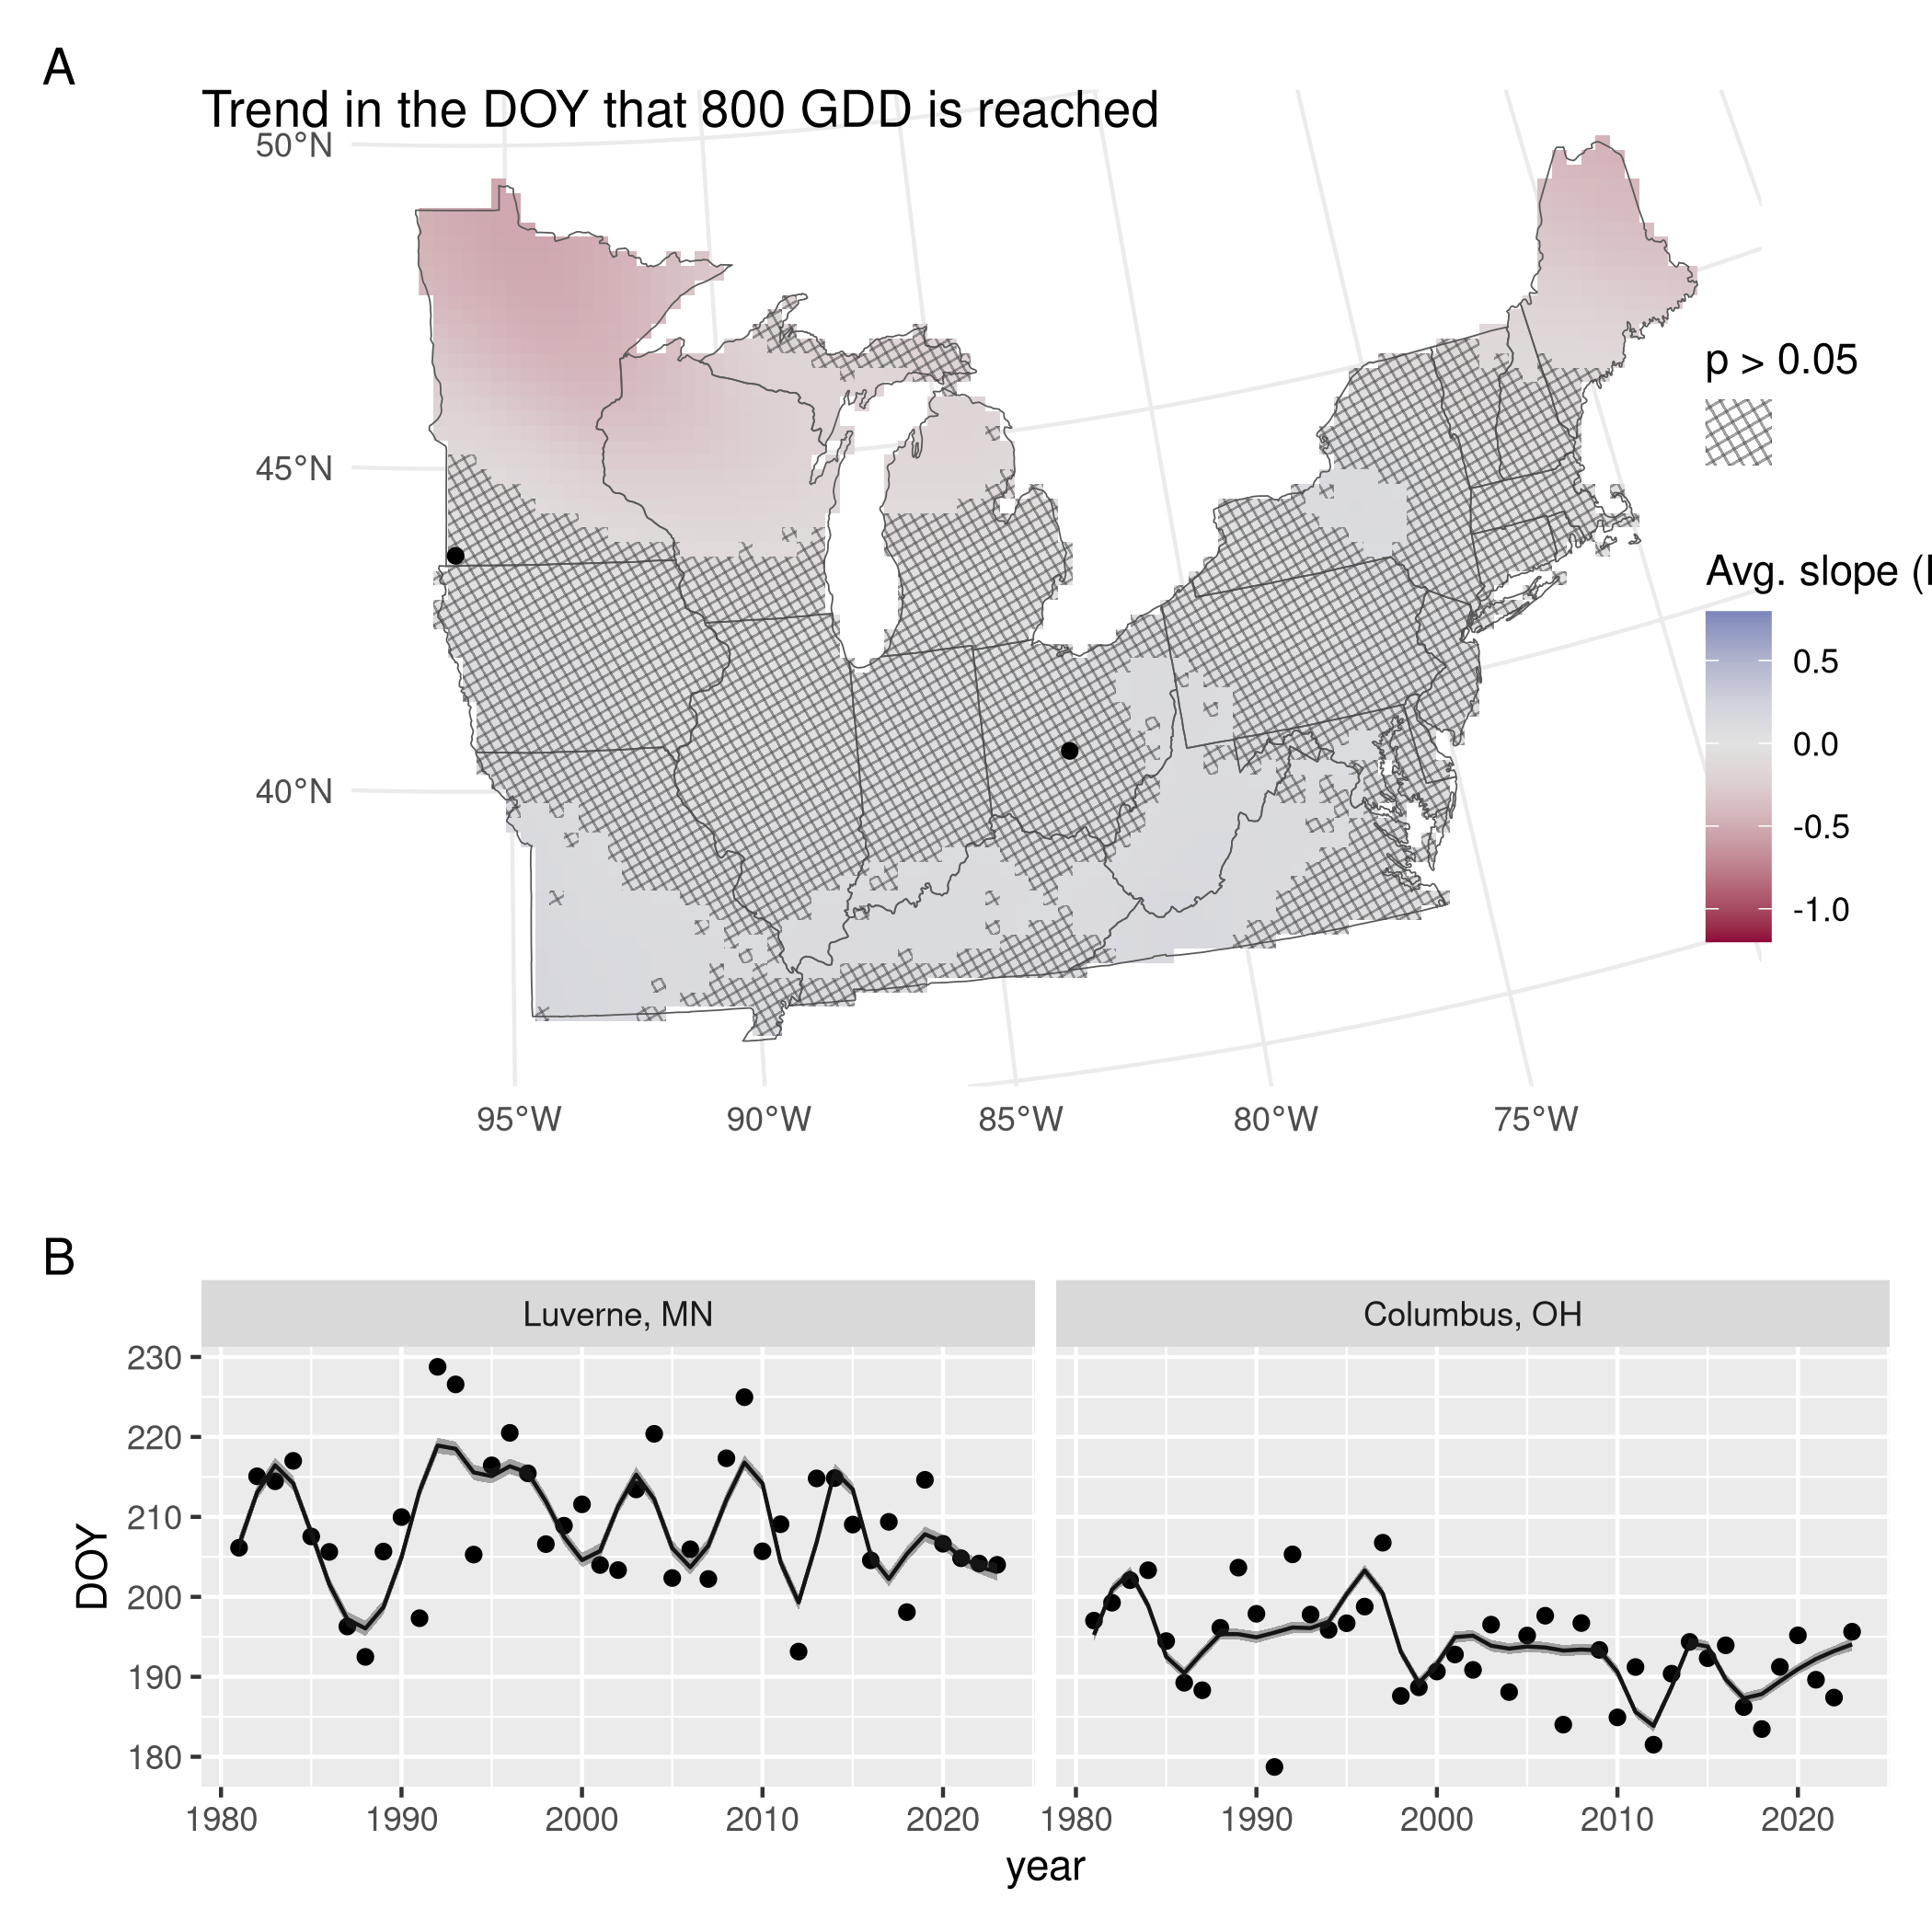 A
Trend in the DOY that 800 GDD is reached
50°N
45°N
40°N
95°W
90°W
85°W
80°W
75°W
p > 0.05
Avg. slope (
0.5
0.0
-0.5
-1.0
B
Luverne, MN
Columbus, OH
DOY
230
220
210
200
190
180
1980
1990
2000
2010
2020
1980
1990
2000
2010
2020
year